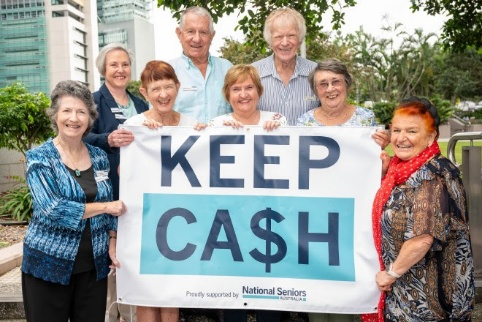 KEEP
CA$H
Proudly supported by National Seniors
AUSTRALIA